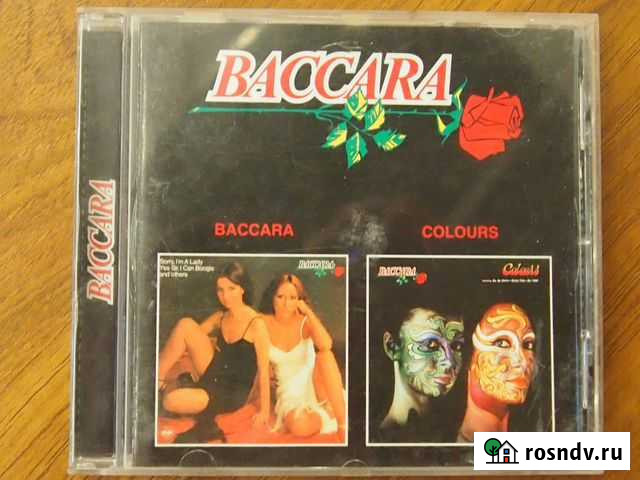 BACCARA
BACCARA
BACCARA
COLOURS
Sorry, I'm A Lady
Yes Sir, I Can Boogie
and others
BACCARA
BACCARA
Colours
rosndv.ru